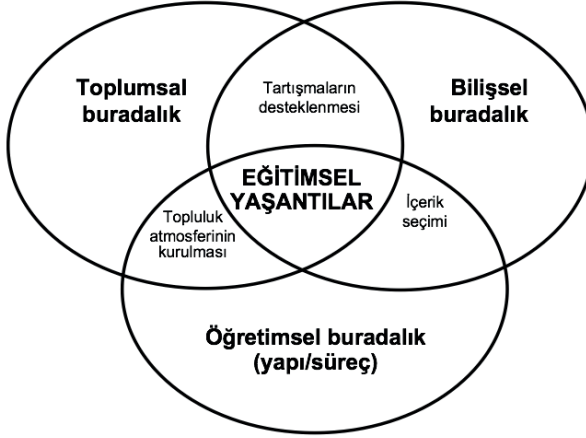 Toplumsal
buradalık
Tartışmaların
desteklenmesi
Bilişsel
buradalık
EĞİTİMSEL
YAŞANTILAR
Topluluk
atmosferinin
kurulması
İçerik
seçimi
Öğretimsel buradalık
(yapı/süreç)